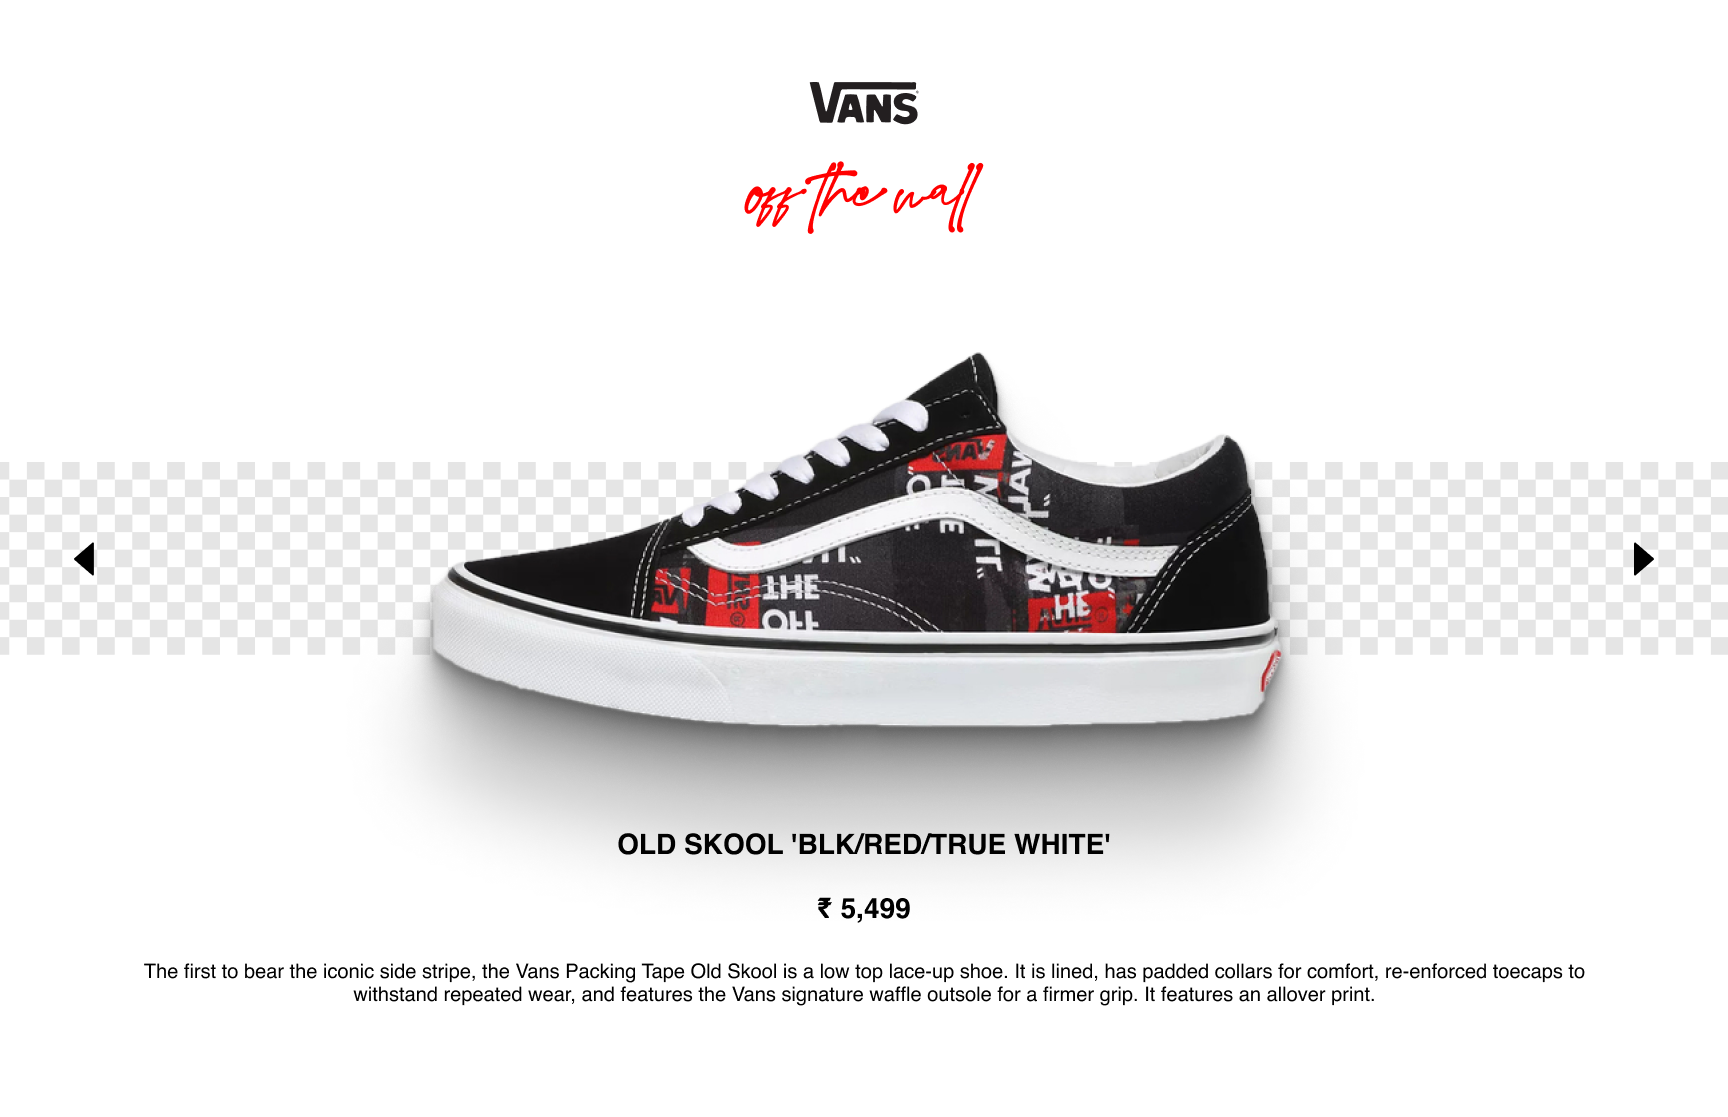 VANS
off the wall
OLD SKOOL 'BLK/RED/TRUE WHITE'
₹ 5,499
The first to bear the iconic side stripe, the Vans Packing Tape Old Skool is a low top lace-up shoe. It is lined, has padded collars for comfort, re-enforced toecaps to
withstand repeated wear, and features the Vans signature waffle outsole for a firmer grip. It features an allover print.